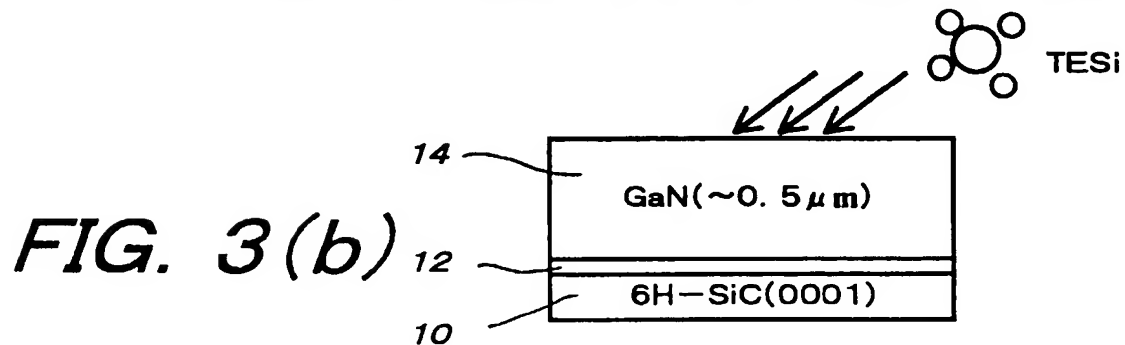 TESi
14
GaN(~0. 5μm)
FIG. 3(b)
12
6H-SiC(0001)
10